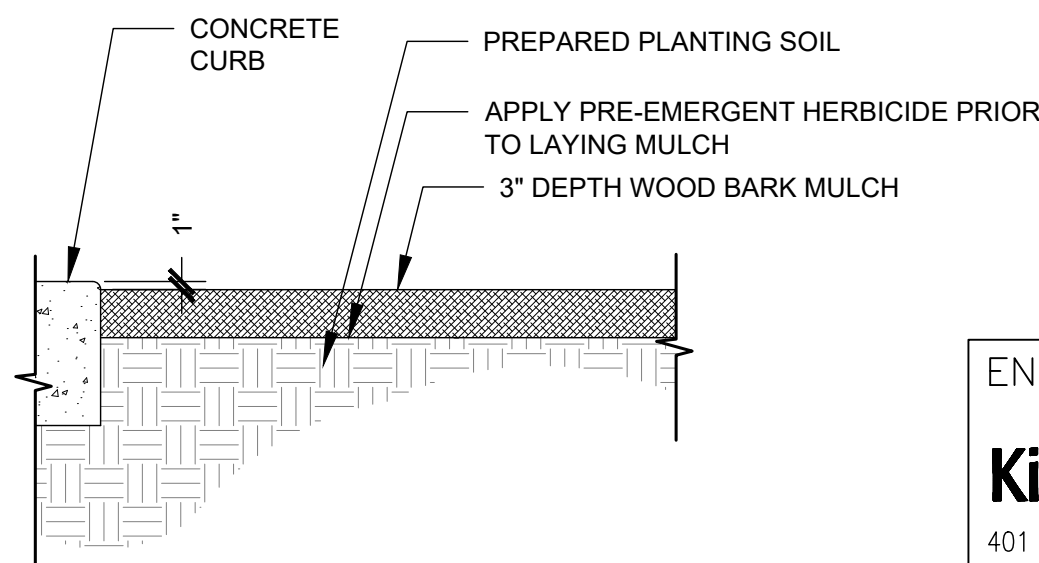 CONCRETE
CURB
PREPARED PLANTING SOIL
APPLY PRE-EMERGENT HERBICIDE PRIOR
TO LAYING MULCH
3" DEPTH WOOD BARK MULCH
1"
EN
Ki
401